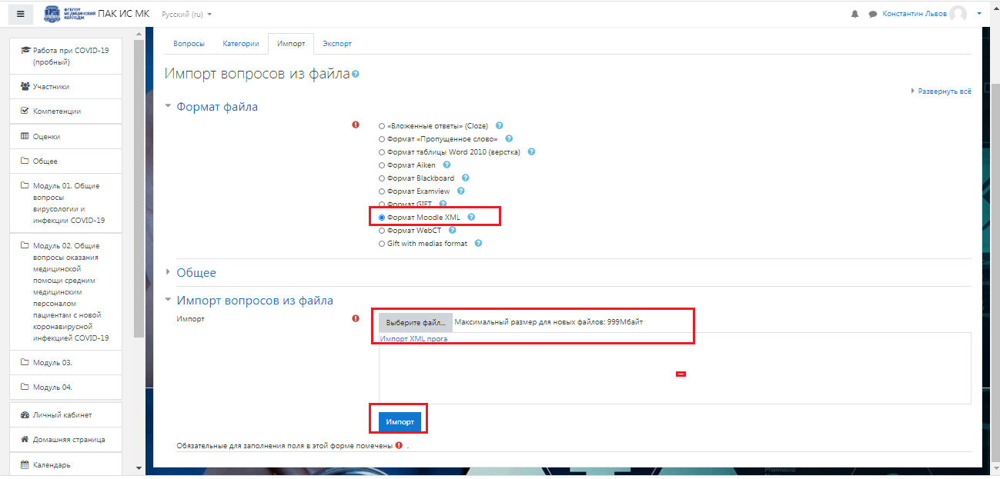 ФГБПОУ
МЕДИЦИНСКИЙ
КОЛЛЕДЖ
ПАК ИС МК
Русский (ru)
Константин Львов
Работа при COVID-19
(пробный)
Участники
Компетенции
Оценки
Общее
Модуль 01. Общие
вопросы
вирусологии и
инфекции COVID-19
Модуль 02. Общие
вопросы оказания
медицинской
помощи средним
медицинским
персоналом
пациентам с новой
коронавирусной
инфекцией COVID-19
Модуль 03.
Модуль 04.
Личный кабинет
Домашняя страница
Календарь
Вопросы Категории Импорт Экспорт
Импорт вопросов из файла
Развернуть всё
Формат файла
«Вложенные ответы» (Cloze)
Формат «Пропущенное слово»
Формат таблицы Word 2010 (верстка)
Формат Aiken
Формат Blackboard
Формат Examview
Формат GIFT
Формат Moodle XML
Формат WebCT
Gift with medias format
Общее
Импорт вопросов из файла
Импорт
Выберите файл... Максимальный размер для новых файлов: 999Мбайт
Импорт XML прога
Импорт
Обязательные для заполнения поля в этой форме помечены .
Pharmacist